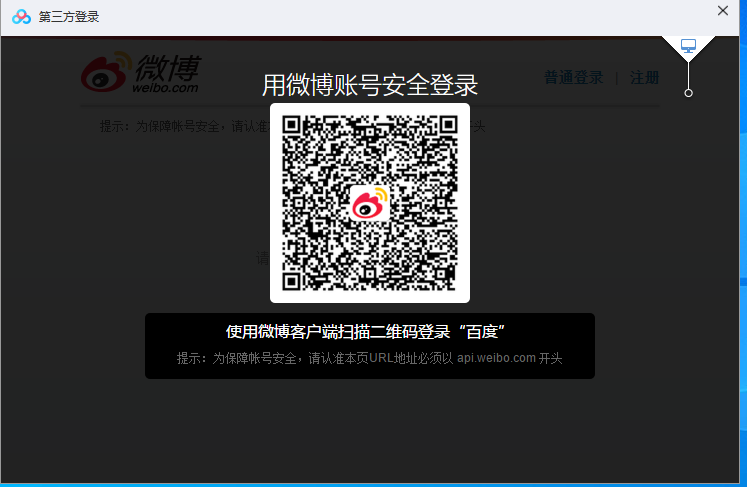 第三方登录
微博
weibo.com
用微博账号安全登录
普通登录 | 注册
提示：为保障帐号安全，请认准本
开头
请
使用微博客户端扫描二维码登录“百度”
提示：为保障帐号安全，请认准本页URL地址必须以 api.weibo.com 开头